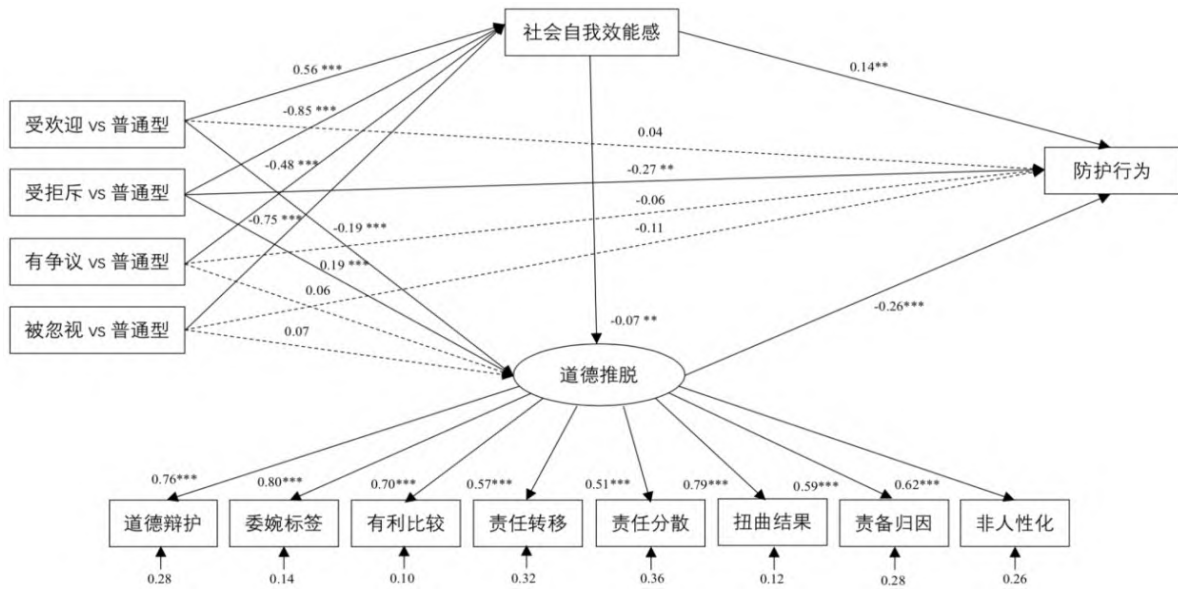 社会自我效能感
0.56 ***
0.14**
-0.85 ***
受欢迎 vs 普通型
0.04
-0.48 ***
-0.27 **
防护行为
受拒斥 vs 普通型
-0.06
-0.75 ***
-0.19 ***
-0.11
有争议 vs 普通型
0.19 ***
0.06
-0.26***
被忽视 vs 普通型
0.07
-0.07 **
道德推脱
0.76***
0.80***
0.70***
0.57***
0.51***
0.79***
0.59***
0.62***
道德辩护
委婉标签
有利比较
责任转移
责任分散
扭曲结果
责备归因
非人性化
0.28
0.14
0.10
0.32
0.36
0.12
0.28
0.26